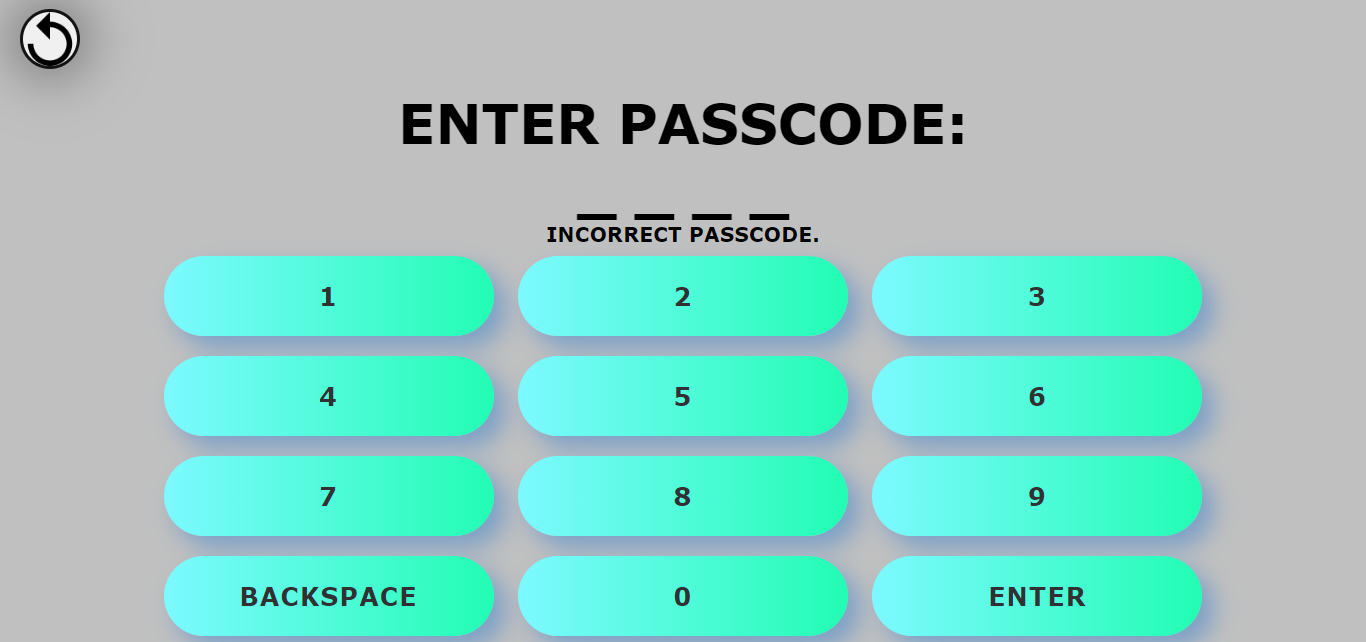 ENTER PASSCODE:
_ _ _ _
INCORRECT PASSCODE.
1 2 3
4 5 6
7 8 9
BACKSPACE 0 ENTER